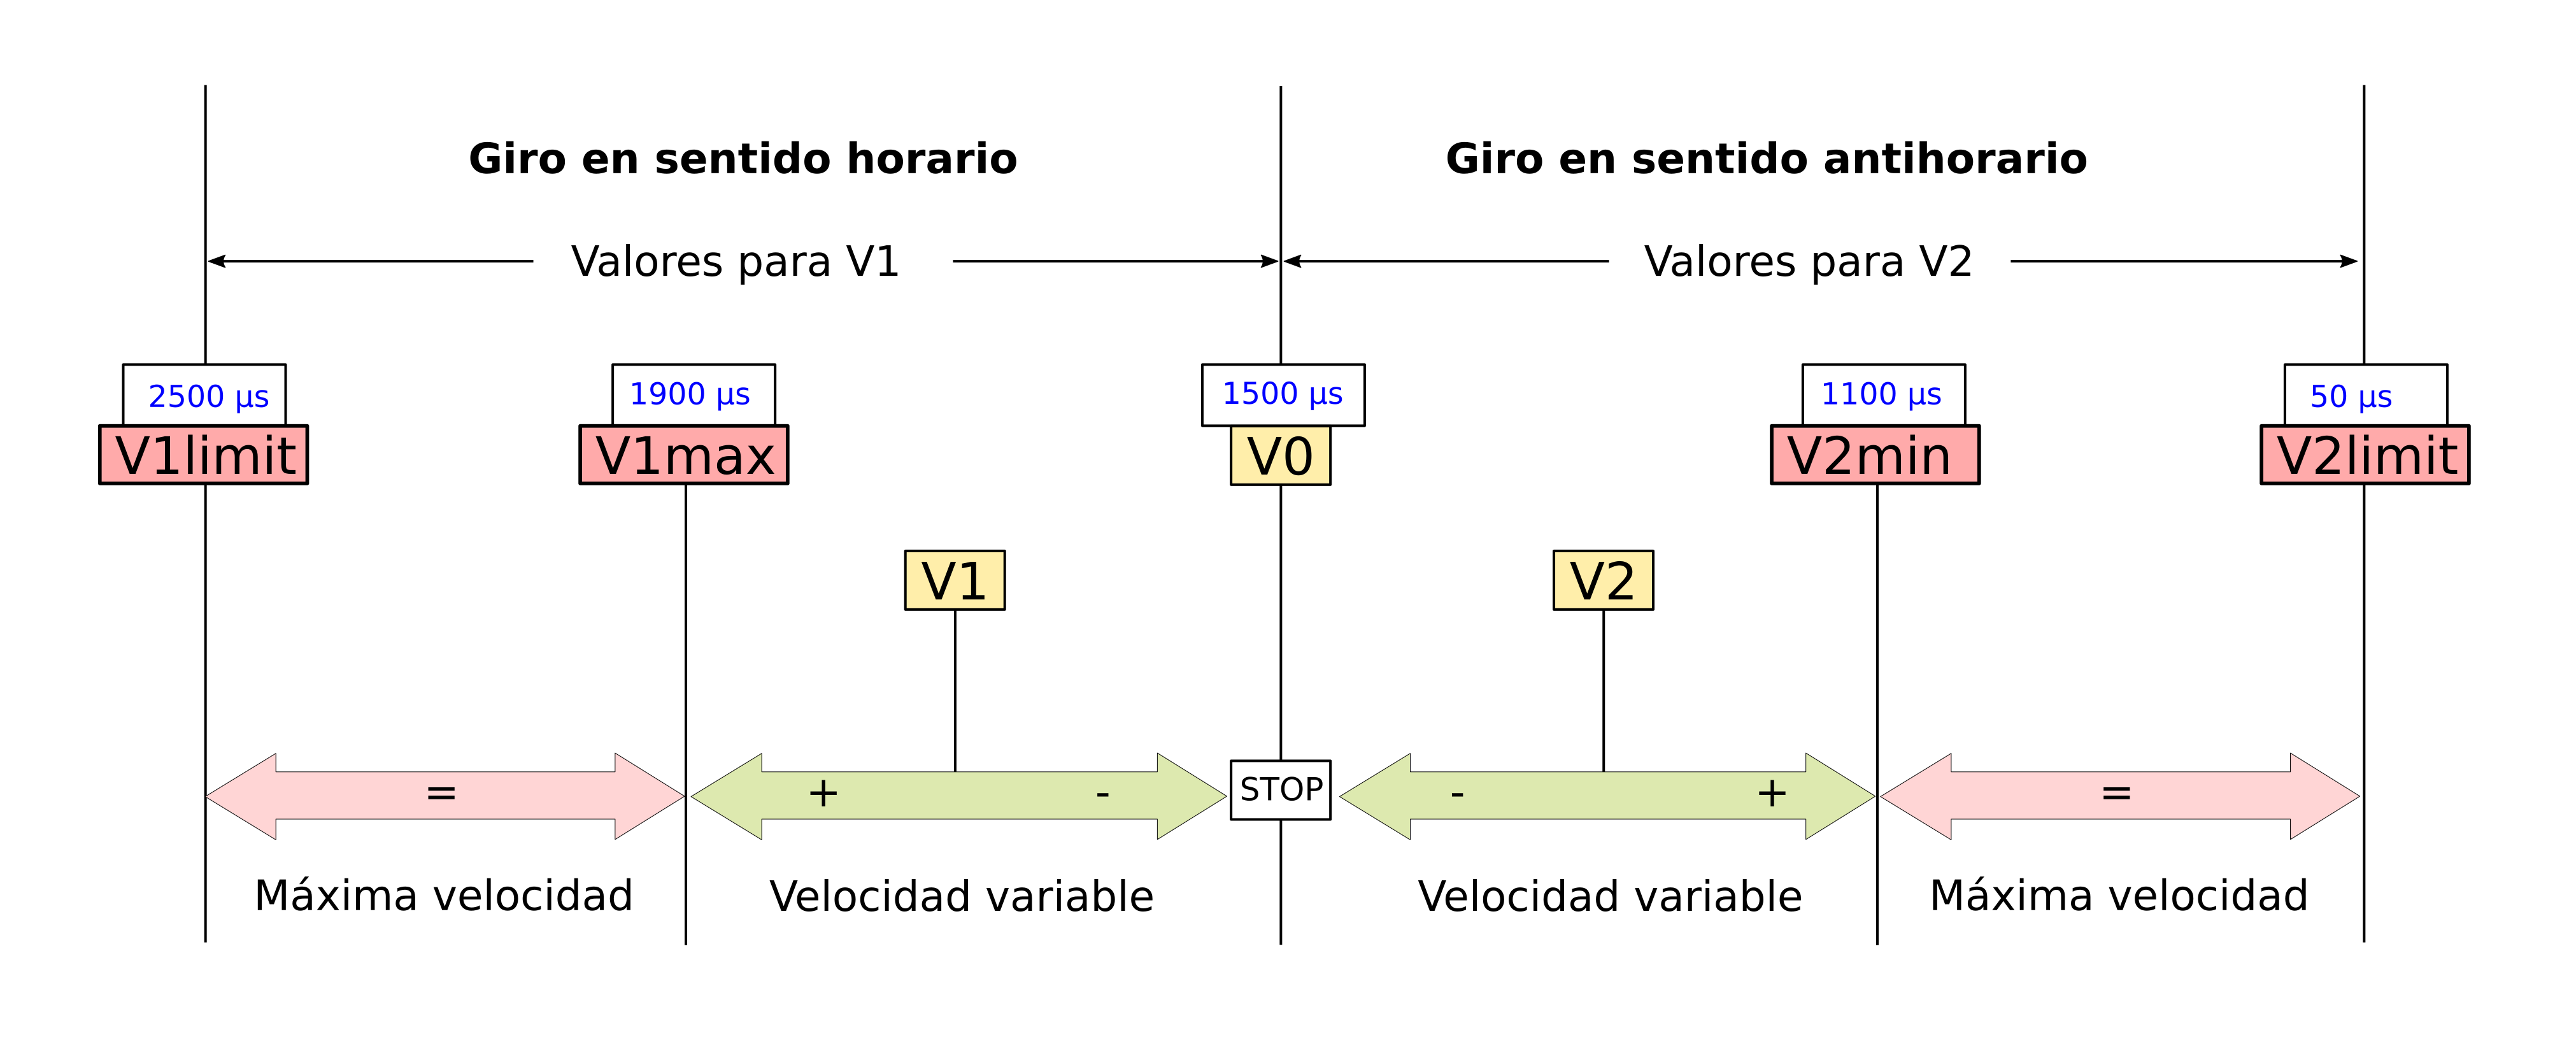 Giro en sentido horario
Giro en sentido antihorario
Valores para V1
Valores para V2
2500 µs
1900 µs
1500 µs
1100 µs
50 µs
V1limit
V1max
V0
V2min
V2limit
V1
V2
=
+
-
STOP
-
+
=
Máxima velocidad
Velocidad variable
Velocidad variable
Máxima velocidad